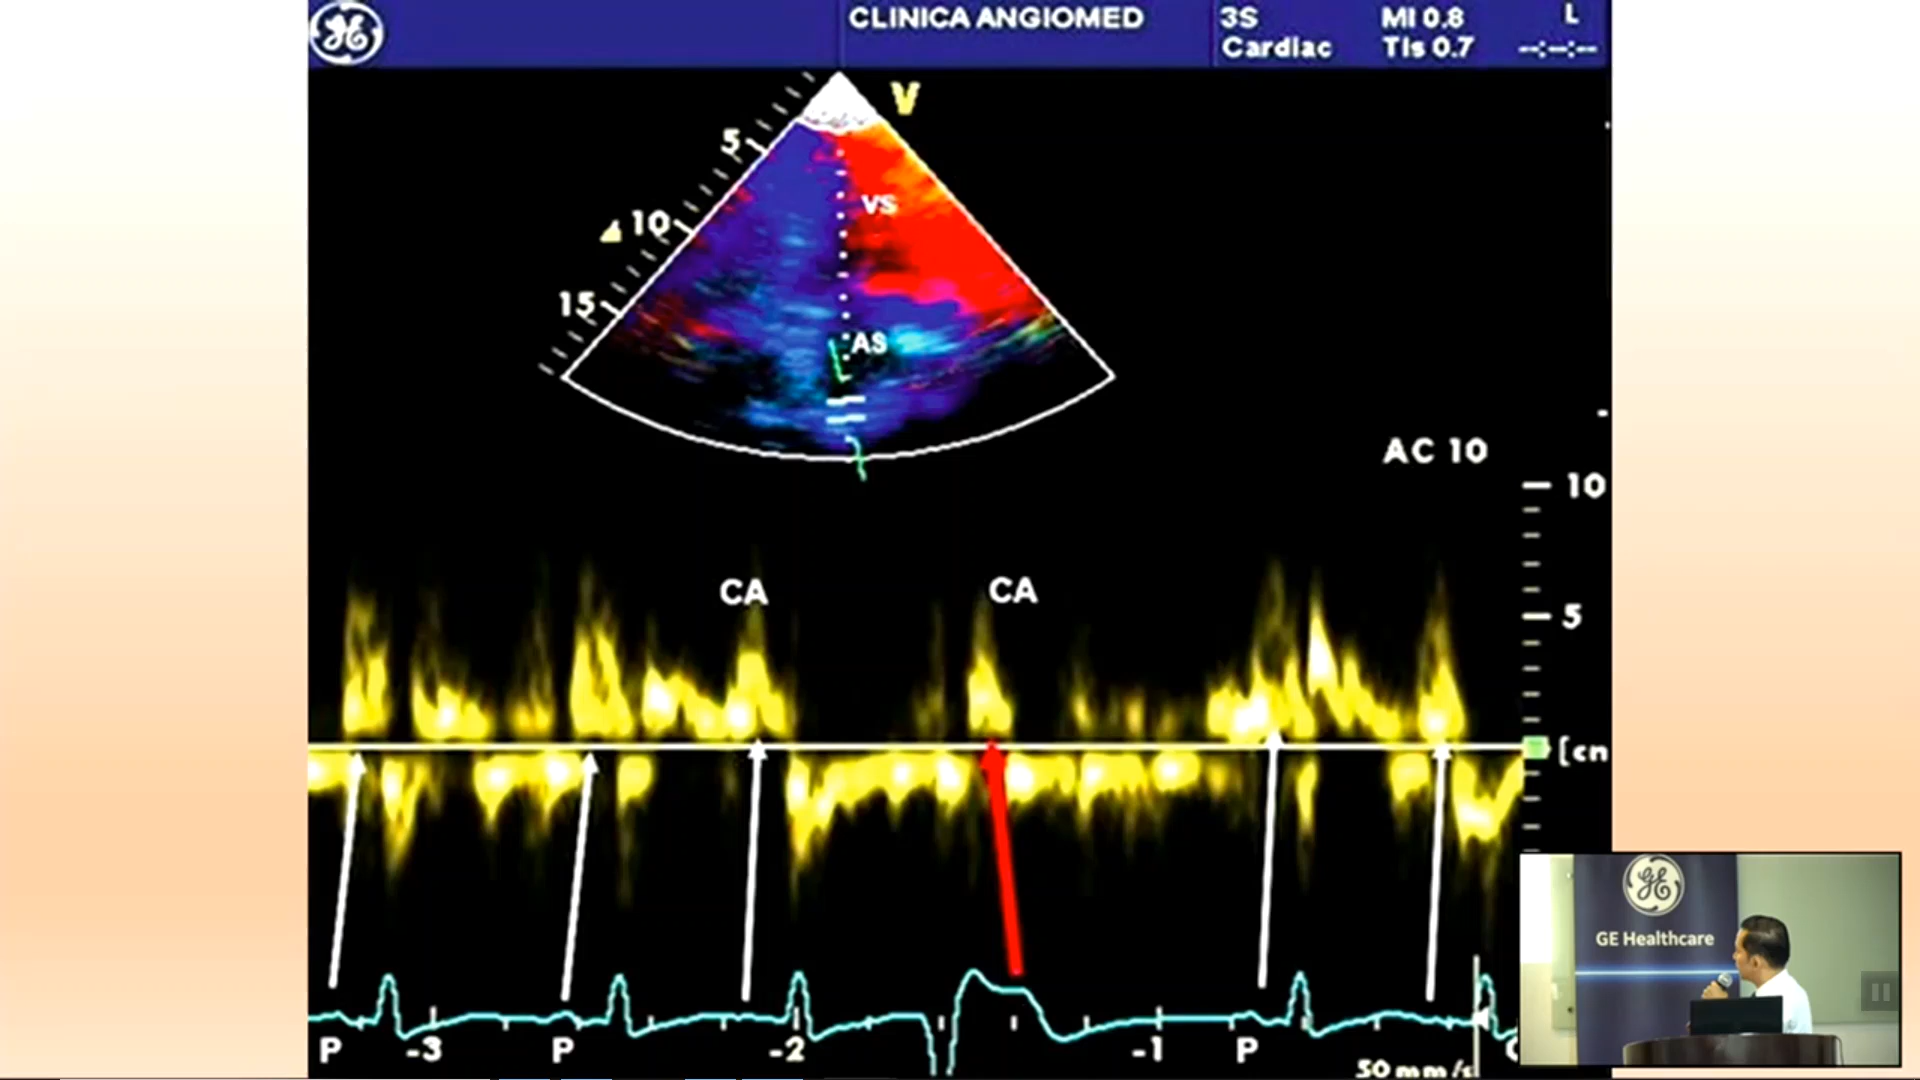 CLINICA ANGIOMED
3S
Cardiac
MI 0.8
TIs 0.7
L
--:--:--
V
5
10
15
VS
AS
AC 10
10
5
[cn
CA
CA
P
-3
P
-2
-1
P
50 mm/s
GE Healthcare